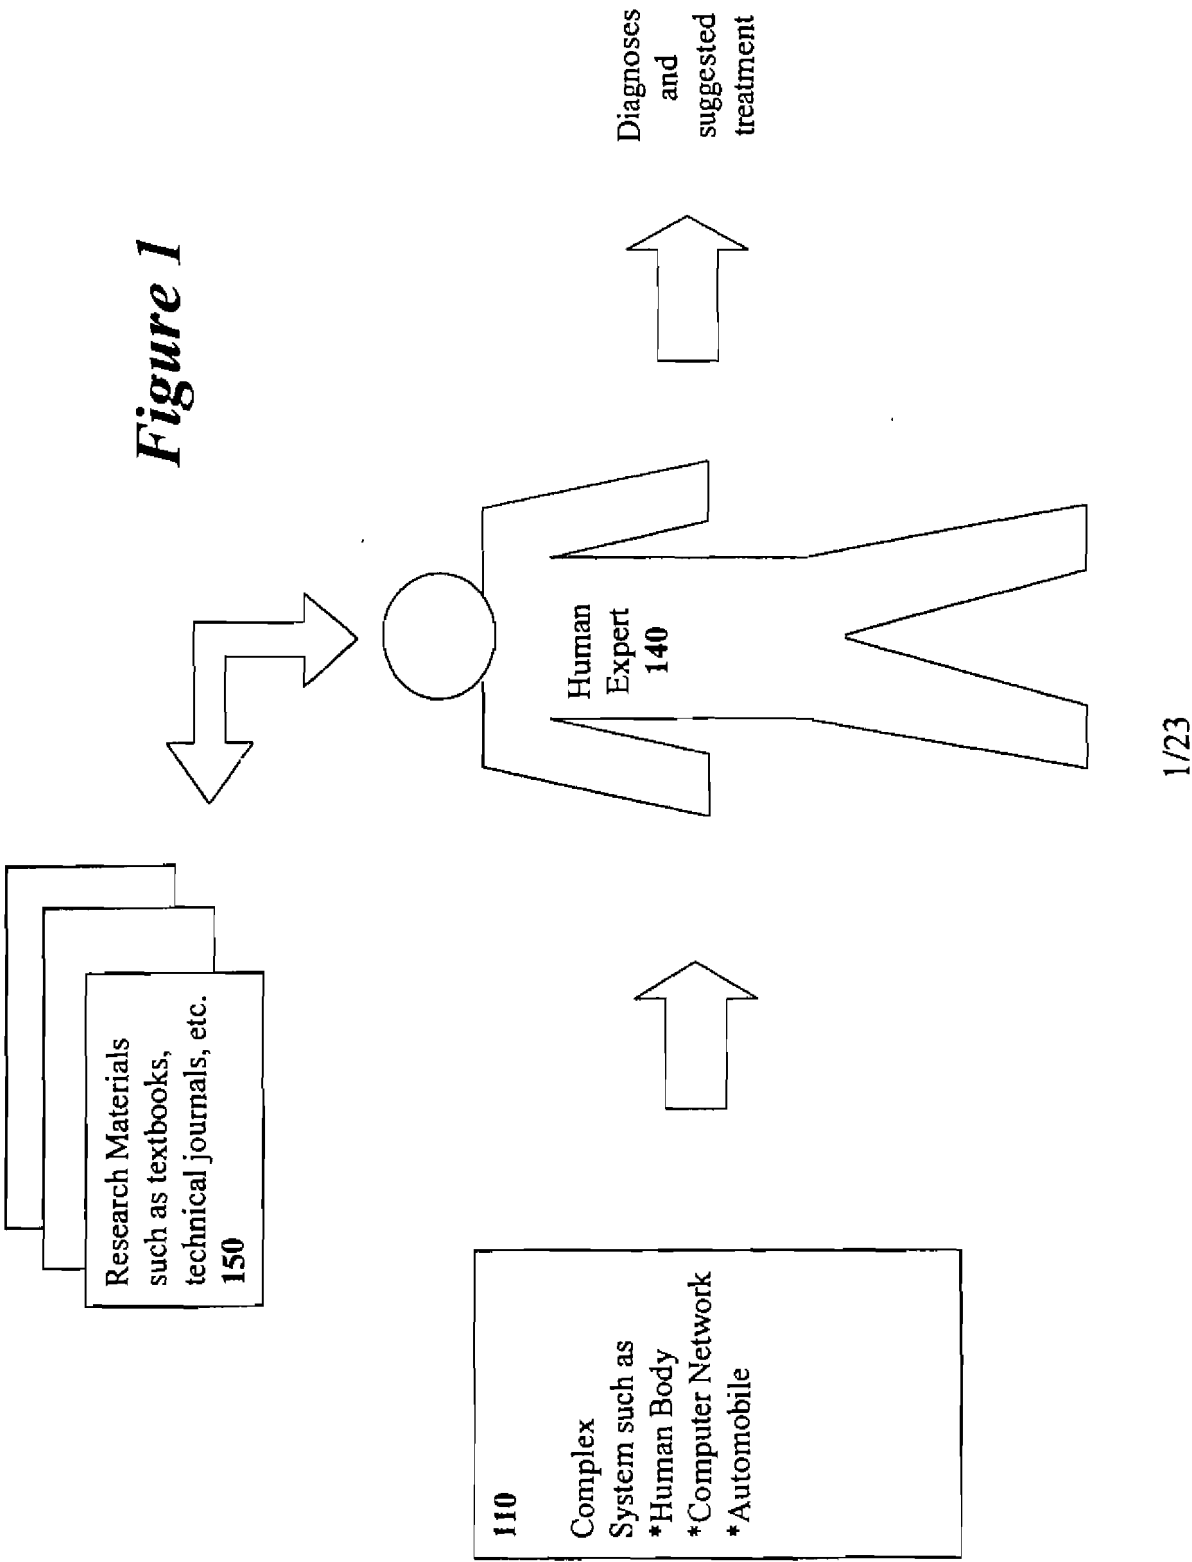 Figure 1
Research Materials
such as textbooks,
technical journals, etc.
150
110
Complex
System such as
*Human Body
*Computer Network
*Automobile
Human
Expert
140
Diagnoses
and
suggested
treatment
1/23